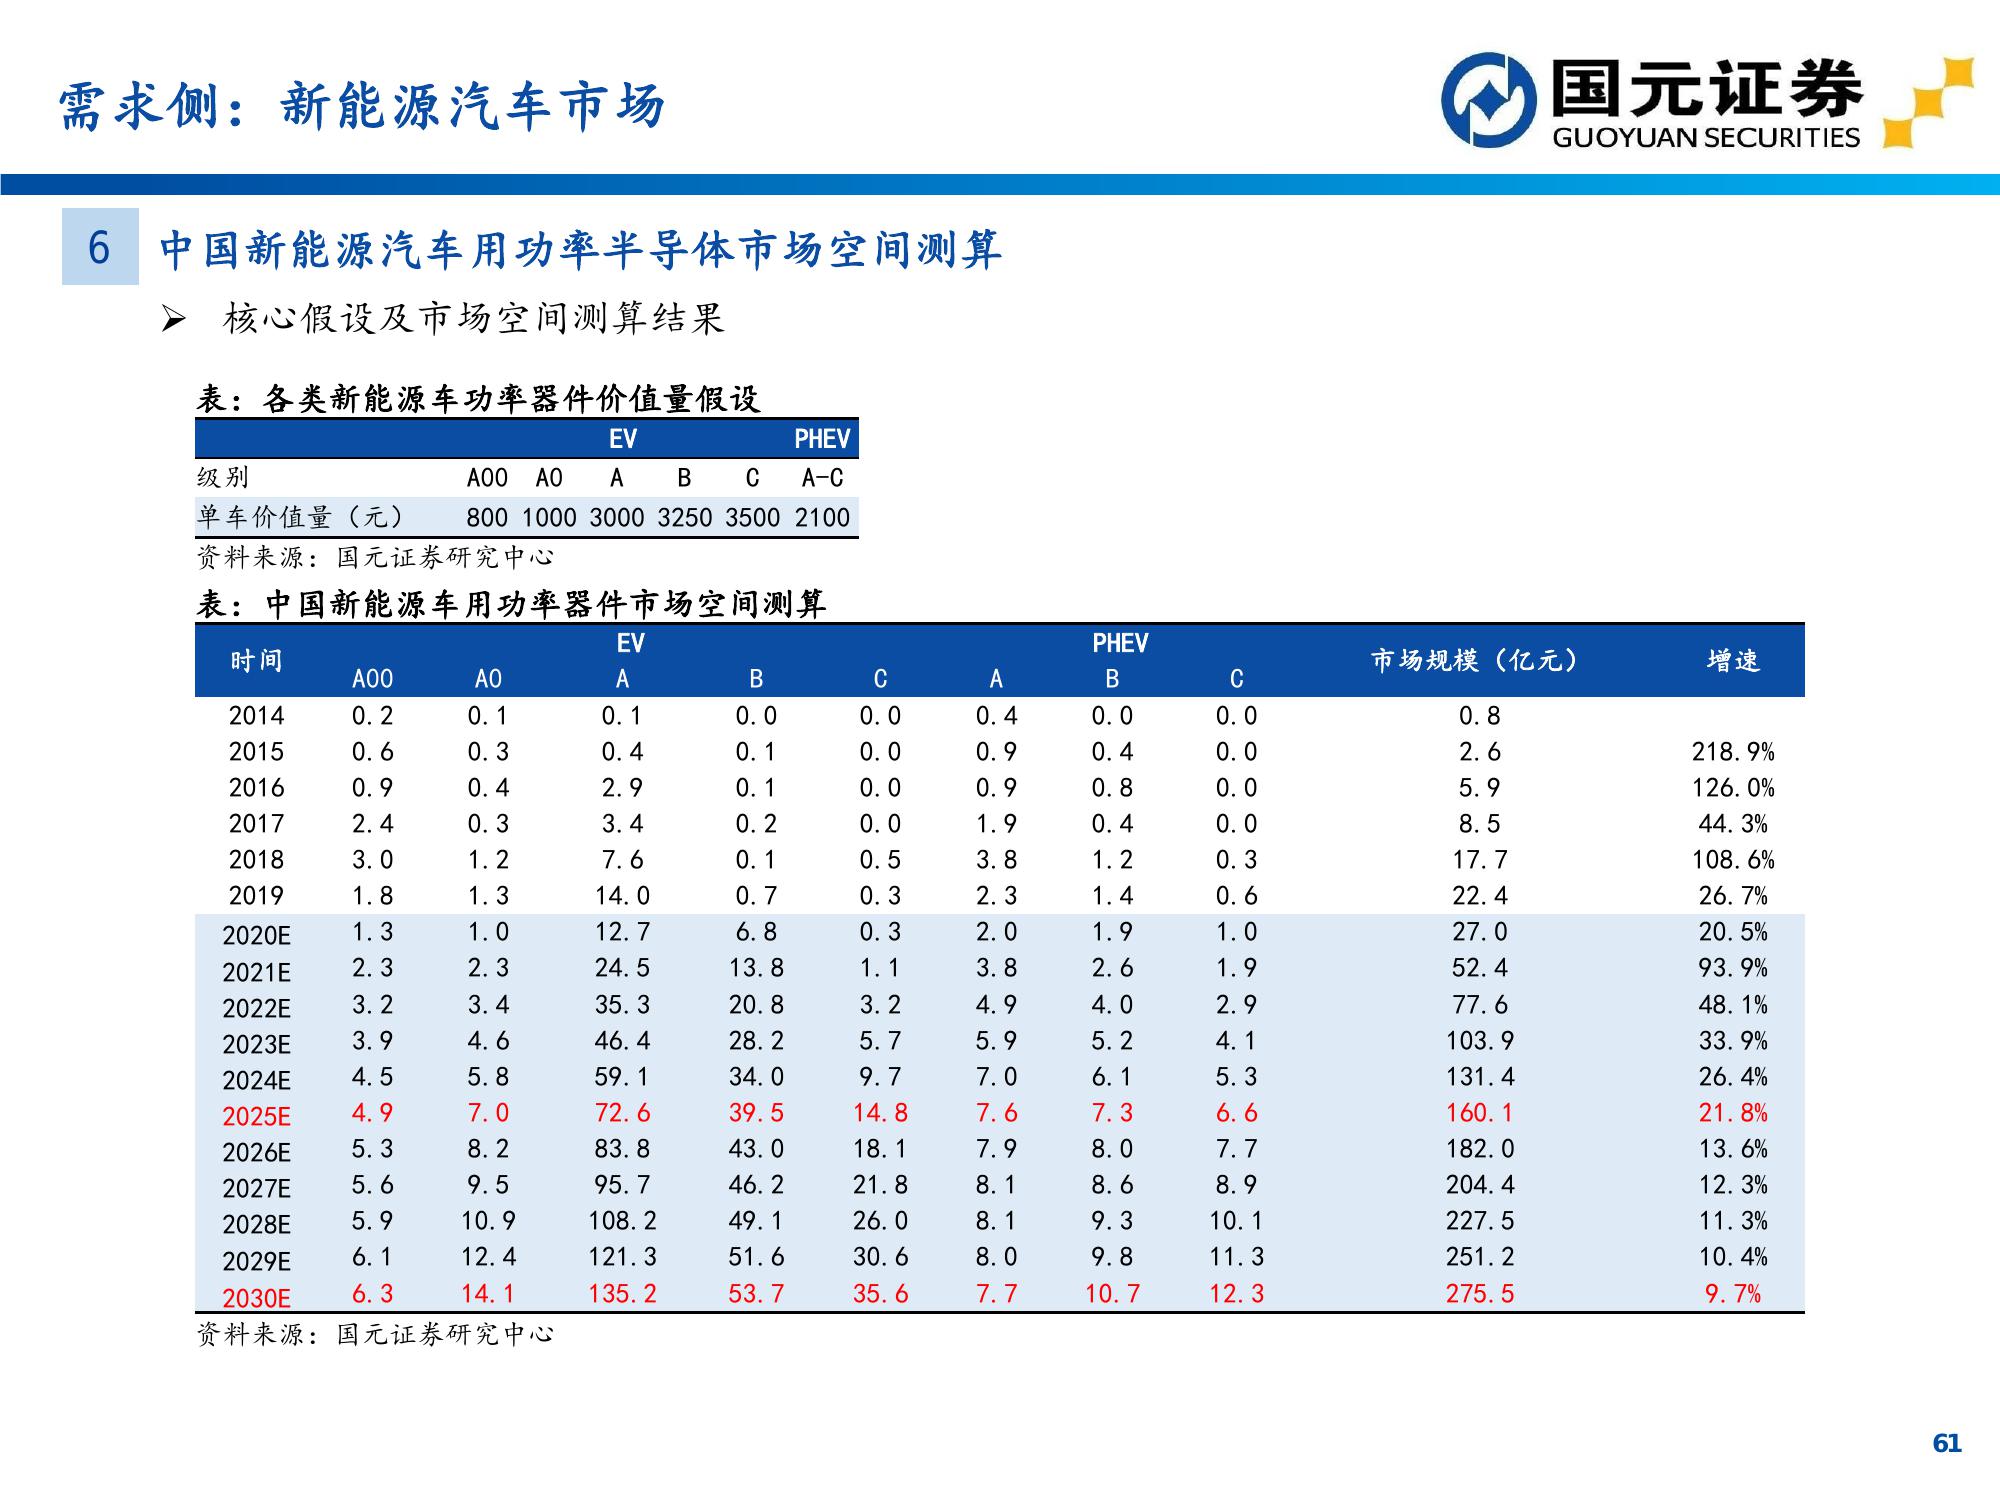 需求侧：新能源汽车市场
国元证券
GUOYUAN SECURITIES
6 中国新能源汽车用功率半导体市场空间测算
➢ 核心假设及市场空间测算结果
表：各类新能源车功率器件价值量假设
EV PHEV
级别 A00 A0 A B C A-C
单车价值量（元） 800 1000 3000 3250 3500 2100
资料来源：国元证券研究中心
表：中国新能源车用功率器件市场空间测算
时间 EV PHEV 市场规模（亿元） 增速
A00 A0 A B C A B C
2014 0.2 0.1 0.1 0.0 0.0 0.4 0.0 0.0 0.8
2015 0.6 0.3 0.4 0.1 0.0 0.9 0.4 0.0 2.6 218.9%
2016 0.9 0.4 2.9 0.1 0.0 0.9 0.8 0.0 5.9 126.0%
2017 2.4 0.3 3.4 0.2 0.0 1.9 0.4 0.0 8.5 44.3%
2018 3.0 1.2 7.6 0.1 0.5 3.8 1.2 0.3 17.7 108.6%
2019 1.8 1.3 14.0 0.7 0.3 2.3 1.4 0.6 22.4 26.7%
2020E 1.3 1.0 12.7 6.8 0.3 2.0 1.9 1.0 27.0 20.5%
2021E 2.3 2.3 24.5 13.8 1.1 3.8 2.6 1.9 52.4 93.9%
2022E 3.2 3.4 35.3 20.8 3.2 4.9 4.0 2.9 77.6 48.1%
2023E 3.9 4.6 46.4 28.2 5.7 5.9 5.2 4.1 103.9 33.9%
2024E 4.5 5.8 59.1 34.0 9.7 7.0 6.1 5.3 131.4 26.4%
2025E 4.9 7.0 72.6 39.5 14.8 7.6 7.3 6.6 160.1 21.8%
2026E 5.3 8.2 83.8 43.0 18.1 7.9 8.0 7.7 182.0 13.6%
2027E 5.6 9.5 95.7 46.2 21.8 8.1 8.6 8.9 204.4 12.3%
2028E 5.9 10.9 108.2 49.1 26.0 8.1 9.3 10.1 227.5 11.3%
2029E 6.1 12.4 121.3 51.6 30.6 8.0 9.8 11.3 251.2 10.4%
2030E 6.3 14.1 135.2 53.7 35.6 7.7 10.7 12.3 275.5 9.7%
资料来源：国元证券研究中心
61